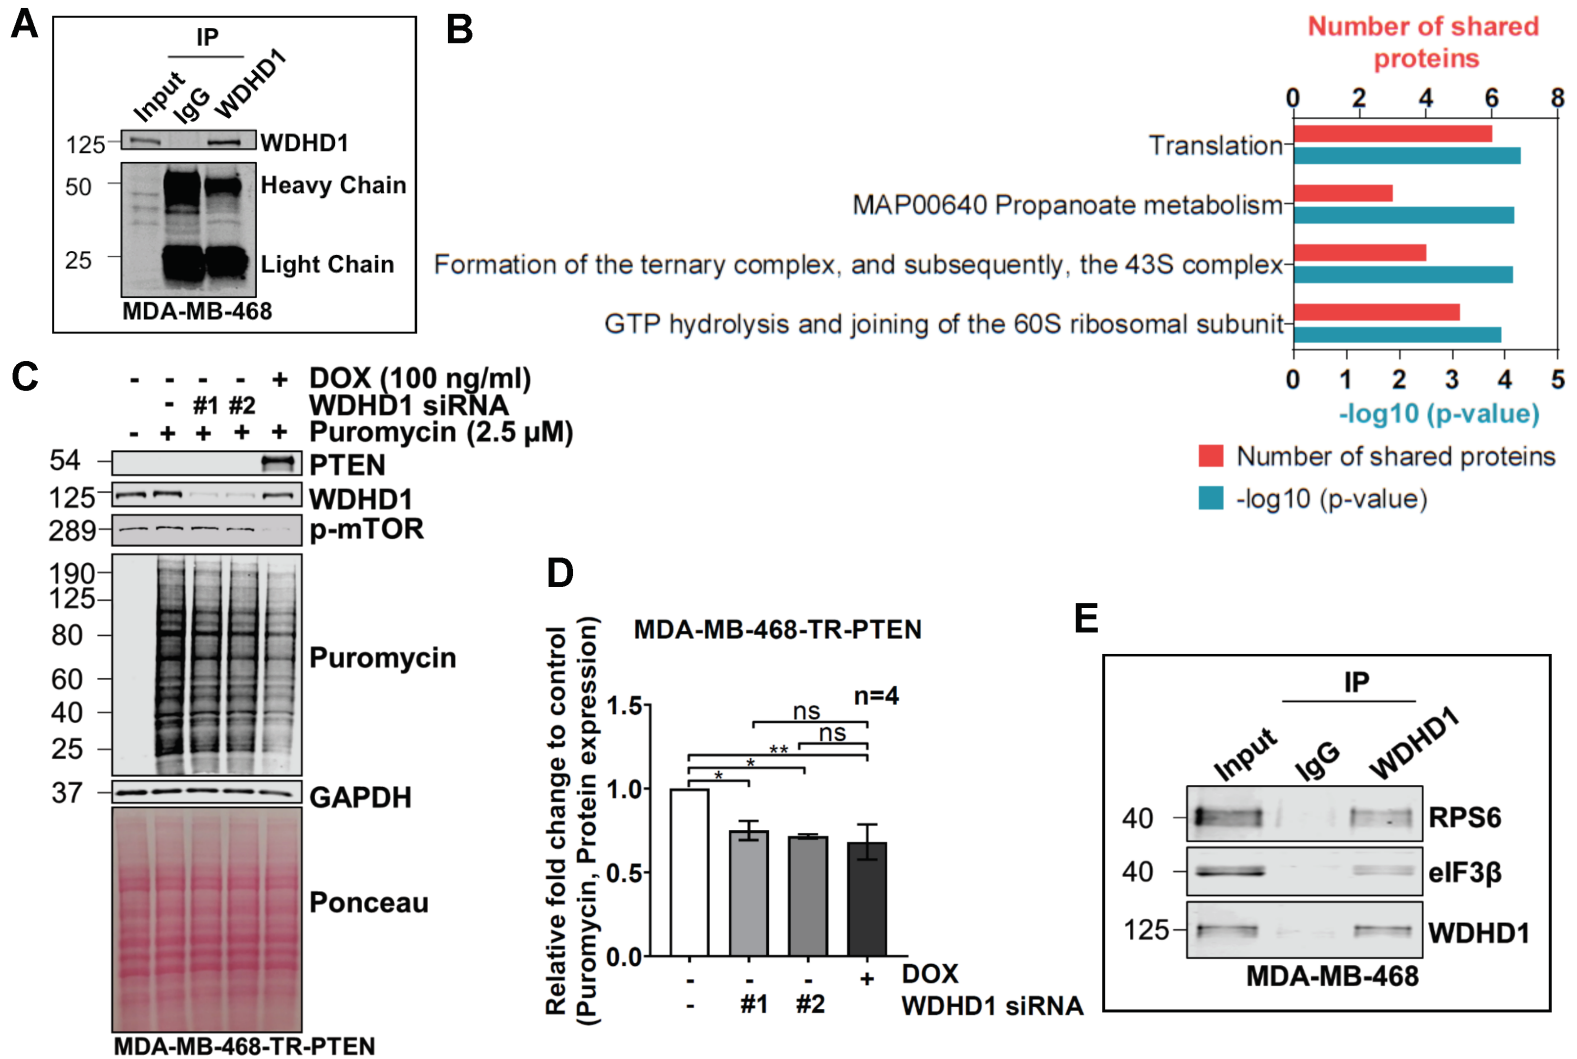 A
IP
Input
IgG
WDHD1
125
WDHD1
50
Heavy Chain
25
Light Chain
MDA-MB-468
B
Number of shared
proteins
0 2 4 6 8
Translation
MAP00640 Propanoate metabolism
Formation of the ternary complex, and subsequently, the 43S complex
GTP hydrolysis and joining of the 60S ribosomal subunit
0 1 2 3 4 5
-log10 (p-value)
Number of shared proteins
-log10 (p-value)
C
- - - - + DOX (100 ng/ml)
- #1 #2 WDHD1 siRNA
- + + + + Puromycin (2.5 µM)
54 PTEN
125 WDHD1
289 p-mTOR
190
125
80
Puromycin
60
40
25
37 GAPDH
Ponceau
MDA-MB-468-TR-PTEN
D
MDA-MB-468-TR-PTEN
Relative fold change to control
(Puromycin, Protein expression)
n=4
1.5
ns
ns
**
*
*
1.0
0.5
0.0
- - - + DOX
- #1 #2 WDHD1 siRNA
E
IP
Input
IgG
WDHD1
40 RPS6
40 eIF3β
125 WDHD1
MDA-MB-468